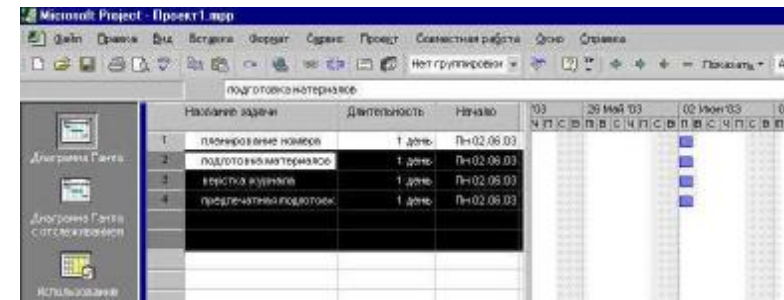 Microsoft Project - Проект1.mpp
Файл Правка Вид Вставка Формат Сервис Проект Совместная работа Окно Справка
Нет группировки Показать
подготовка материалов
Название задачи Длительность Начало '03 26 Май '03 02 Июн '03
Ч П С В П В С Ч П С В П В С Ч П С В П
1 планирование номера 1 день Пн 02.06.03
2 подготовка материалов 1 день Пн 02.06.03
3 верстка журнала 1 день Пн 02.06.03
4 предпечатная подготовк 1 день Пн 02.06.03
Диаграмма Ганта
Диаграмма Ганта
с отслеживанием
Использование